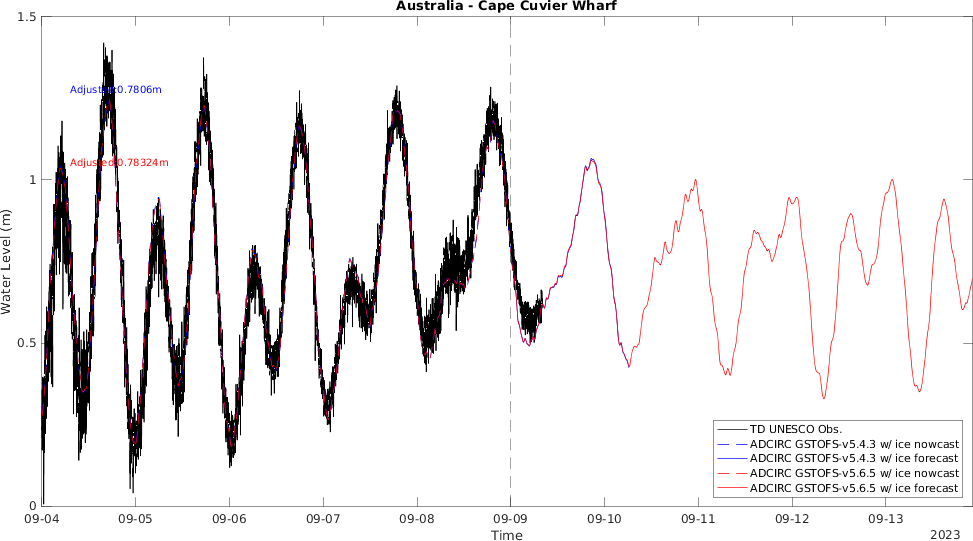 Australia - Cape Cuvier Wharf
1.5
Adjusted:0.7806m
Adjusted:0.78324m
1
Water Level (m)
0.5
TD UNESCO Obs.
ADCIRC GSTOFS-v5.4.3 w/ ice nowcast
ADCIRC GSTOFS-v5.4.3 w/ ice forecast
ADCIRC GSTOFS-v5.6.5 w/ ice nowcast
ADCIRC GSTOFS-v5.6.5 w/ ice forecast
0
09-04 09-05 09-06 09-07 09-08 09-09 09-10 09-11 09-12 09-13
Time
2023